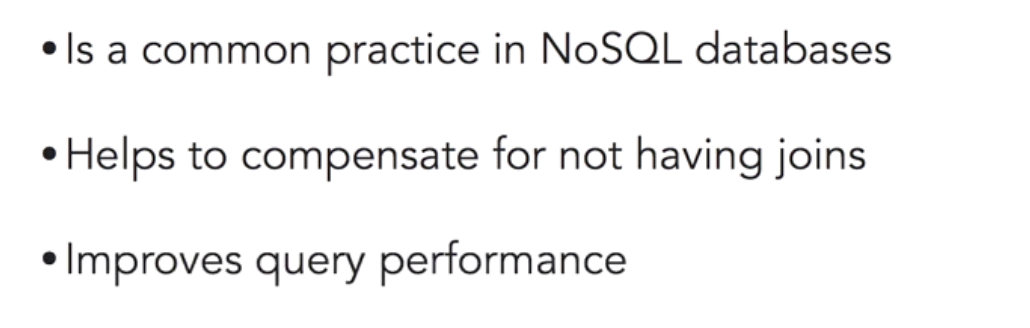 •Is a common practice in NoSQL databases
•Helps to compensate for not having joins
•Improves query performance